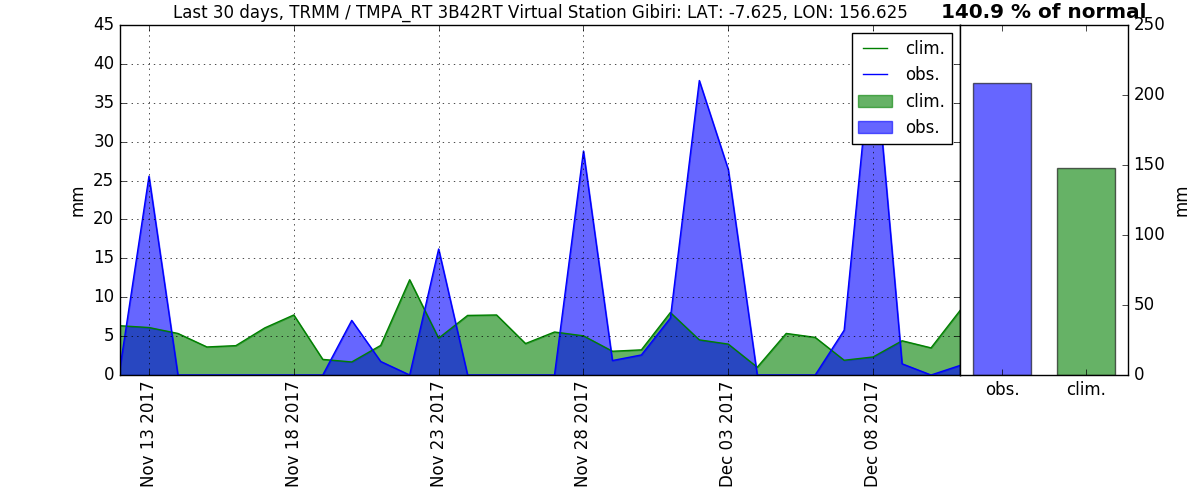 Last 30 days, TRMM / TMPA_RT 3B42RT Virtual Station Gibiri: LAT: -7.625, LON: 156.625
140.9 % of normal
45
40
35
30
25
20
15
10
5
0
mm
clim.
obs.
clim.
obs.
Nov 13 2017
Nov 18 2017
Nov 23 2017
Nov 28 2017
Dec 03 2017
Dec 08 2017
250
200
150
100
50
0
mm
obs.
clim.